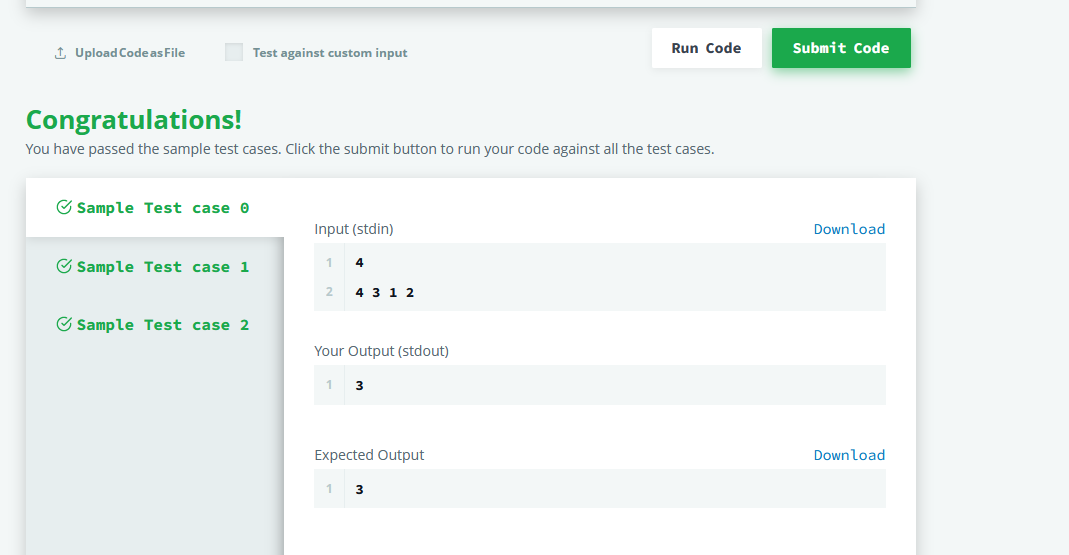 Upload Code as File
Test against custom input
Run Code
Submit Code
Congratulations!
You have passed the sample test cases. Click the submit button to run your code against all the test cases.
Sample Test case 0
Sample Test case 1
Sample Test case 2
Input (stdin)
Download
1 4
2 4 3 1 2
Your Output (stdout)
1 3
Expected Output
Download
1 3